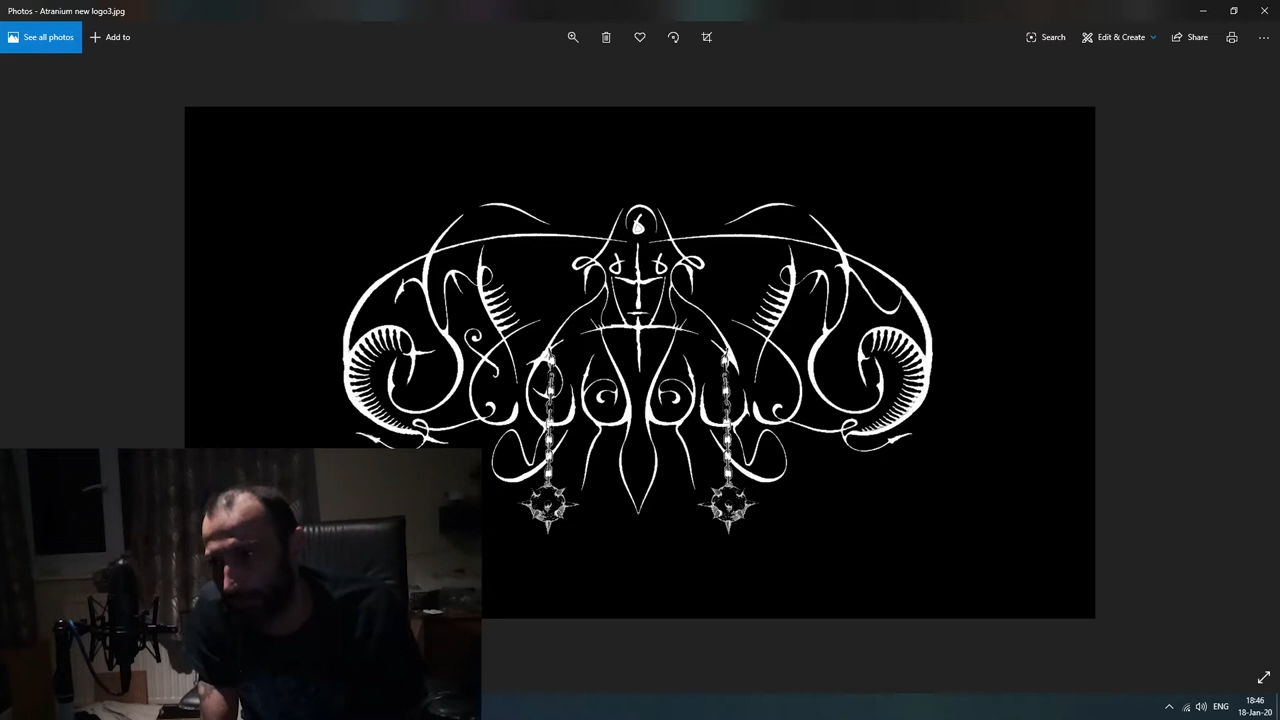 Photos - Atranium new logo3.jpg
See all photos
Add to
Search
Edit & Create
Share
18:46
ENG
18-Jan-20